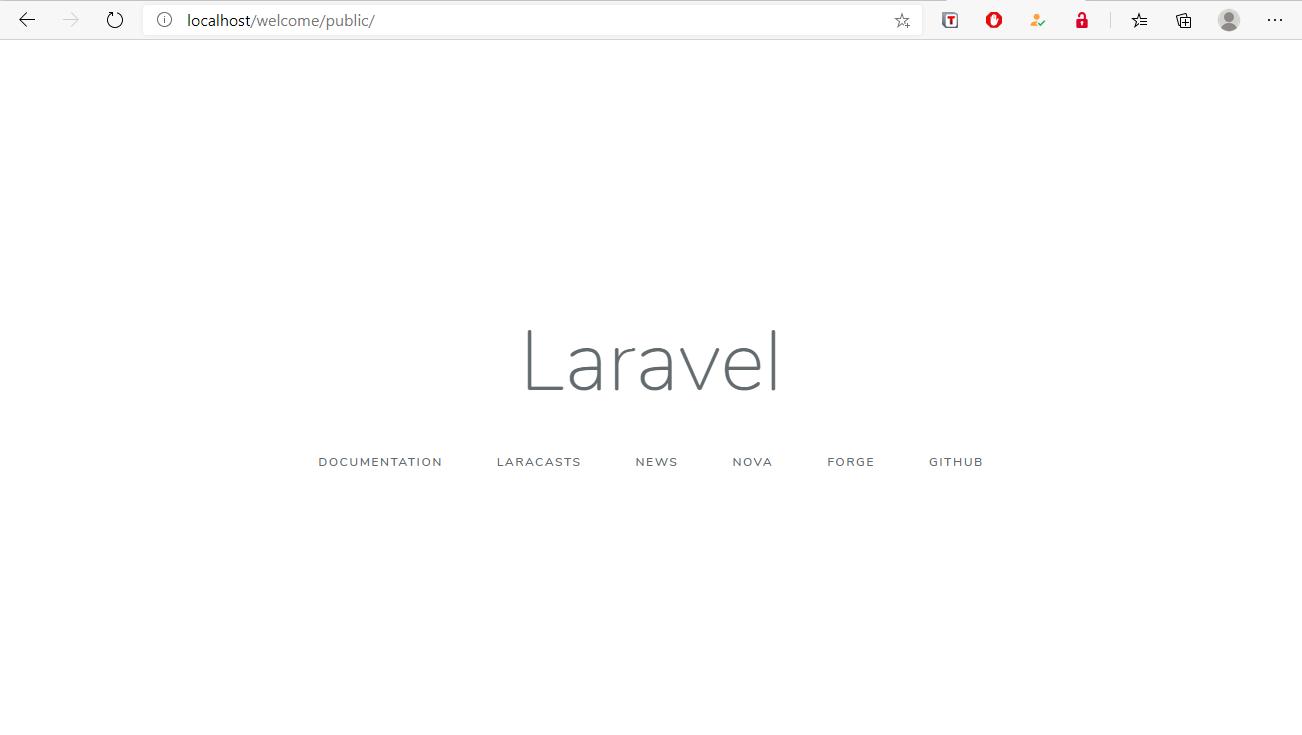 localhost/welcome/public/
T
Laravel
DOCUMENTATION LARACASTS NEWS NOVA FORGE GITHUB